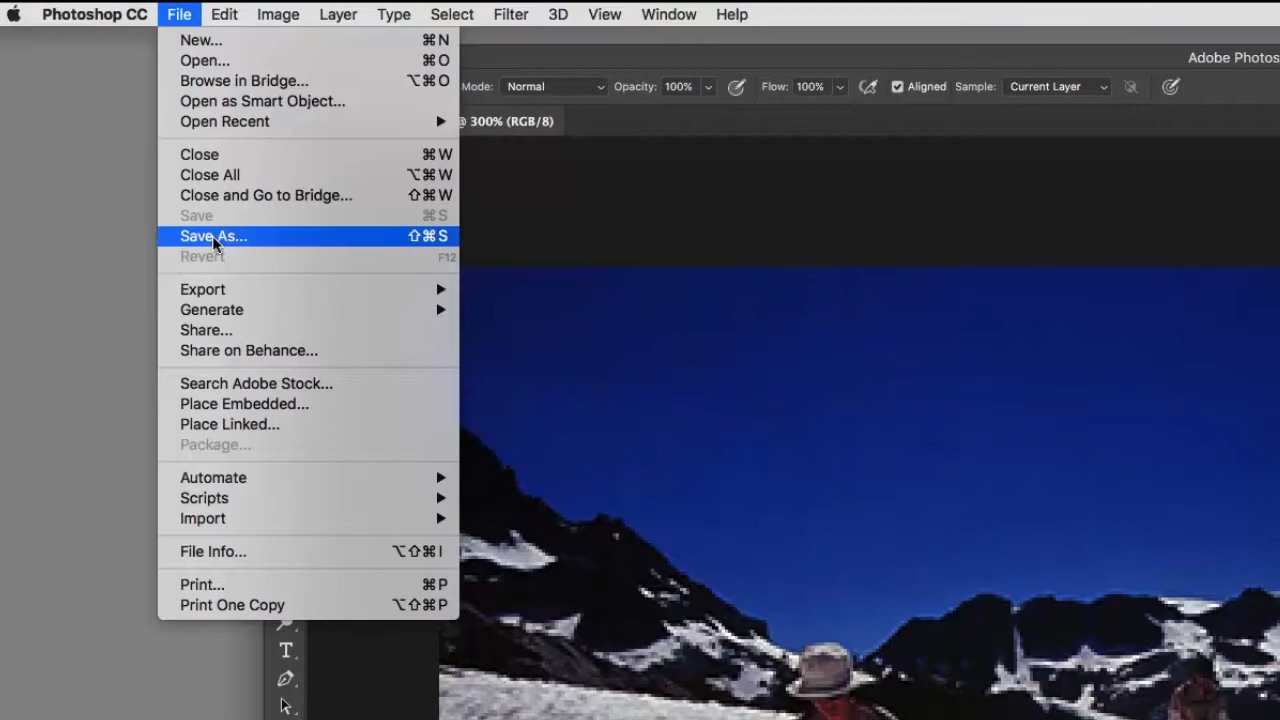 Photoshop CC File Edit Image Layer Type Select Filter 3D View Window Help
Adobe Photos
Mode: Normal Opacity: 100% Flow: 100% Aligned Sample: Current Layer
@ 300% (RGB/8)
New... ⌘N
Open... ⌘O
Browse in Bridge... ⌥⌘O
Open as Smart Object...
Open Recent
Close ⌘W
Close All ⌥⌘W
Close and Go to Bridge... ⇧⌘W
Save ⌘S
Save As... ⇧⌘S
Revert F12
Export
Generate
Share...
Share on Behance...
Search Adobe Stock...
Place Embedded...
Place Linked...
Package...
Automate
Scripts
Import
File Info... ⌥⇧⌘I
Print... ⌘P
Print One Copy ⌥⇧⌘P
T